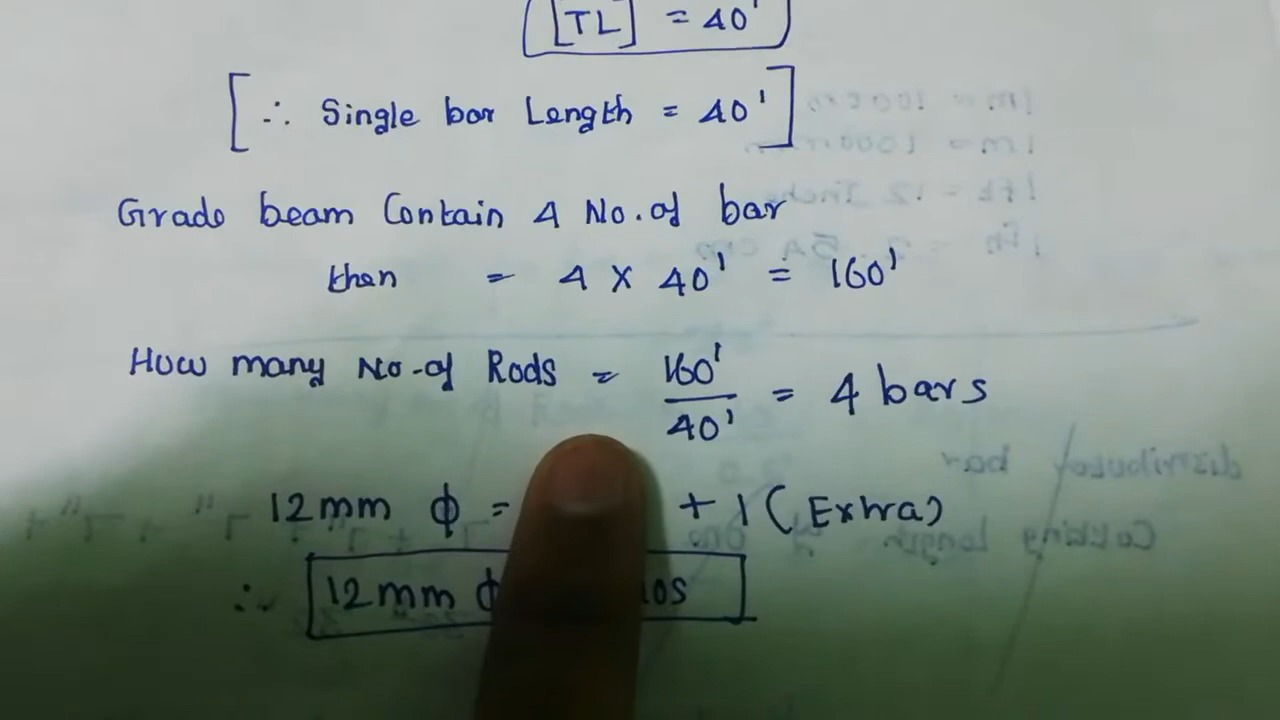 [TL] = 40'
[∴ Single bar Length = 40']
Grade beam Contain 4 No. of bar
then = 4 X 40' = 160'
How many No. of Rods = 160' / 40' = 4 bars
12mm ϕ = + 1 (Extra)
∴ 12mm ϕ